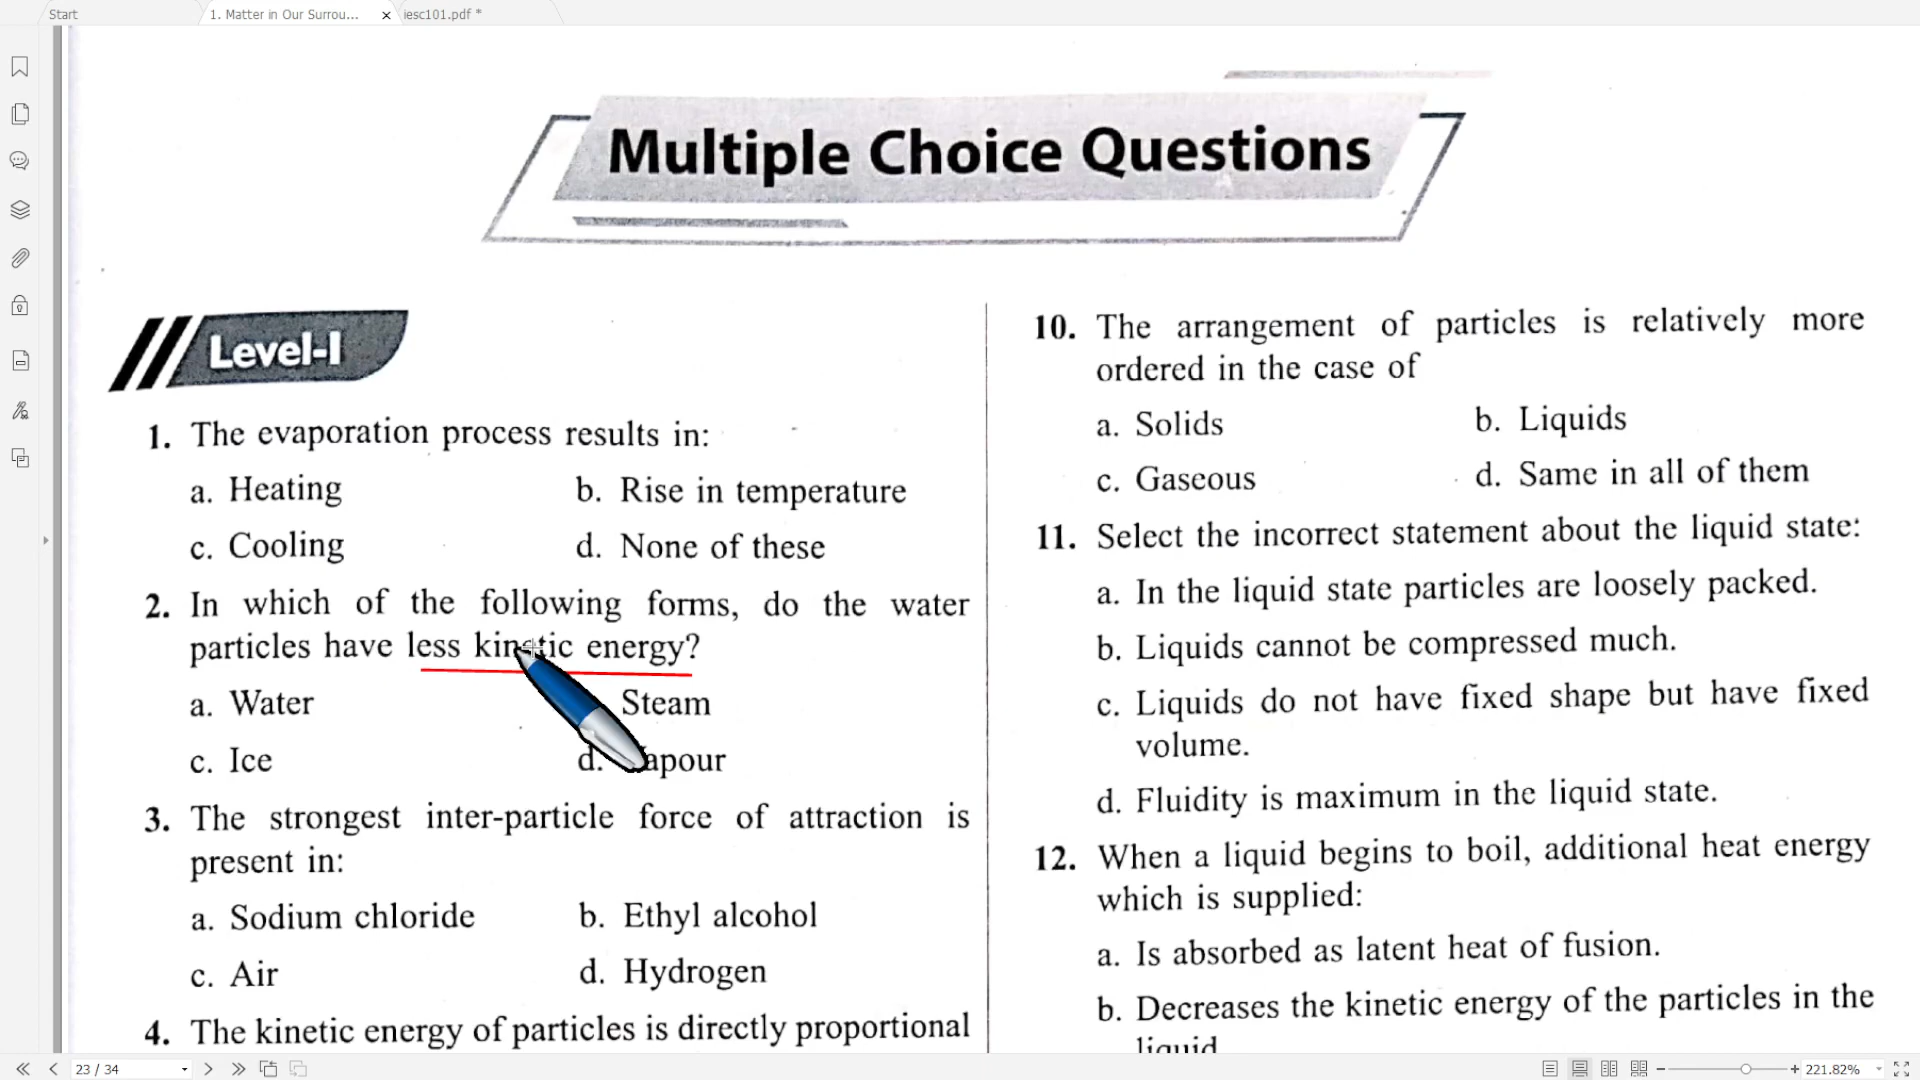 Start
1. Matter in Our Surrou...
iesc101.pdf *
Multiple Choice Questions
Level-I
1. The evaporation process results in:
a. Heating
b. Rise in temperature
c. Cooling
d. None of these
2. In which of the following forms, do the water
particles have less kinetic energy?
a. Water
Steam
c. Ice
d.
3. The strongest inter-particle force of attraction is
present in:
a. Sodium chloride
b. Ethyl alcohol
c. Air
d. Hydrogen
4. The kinetic energy of particles is directly proportional
10. The arrangement of particles is relatively more
ordered in the case of
a. Solids
b. Liquids
c. Gaseous
d. Same in all of them
11. Select the incorrect statement about the liquid state:
a. In the liquid state particles are loosely packed.
b. Liquids cannot be compressed much.
c. Liquids do not have fixed shape but have fixed
volume.
d. Fluidity is maximum in the liquid state.
12. When a liquid begins to boil, additional heat energy
which is supplied:
a. Is absorbed as latent heat of fusion.
b. Decreases the kinetic energy of the particles in the
liquid
23 / 34
221.82%